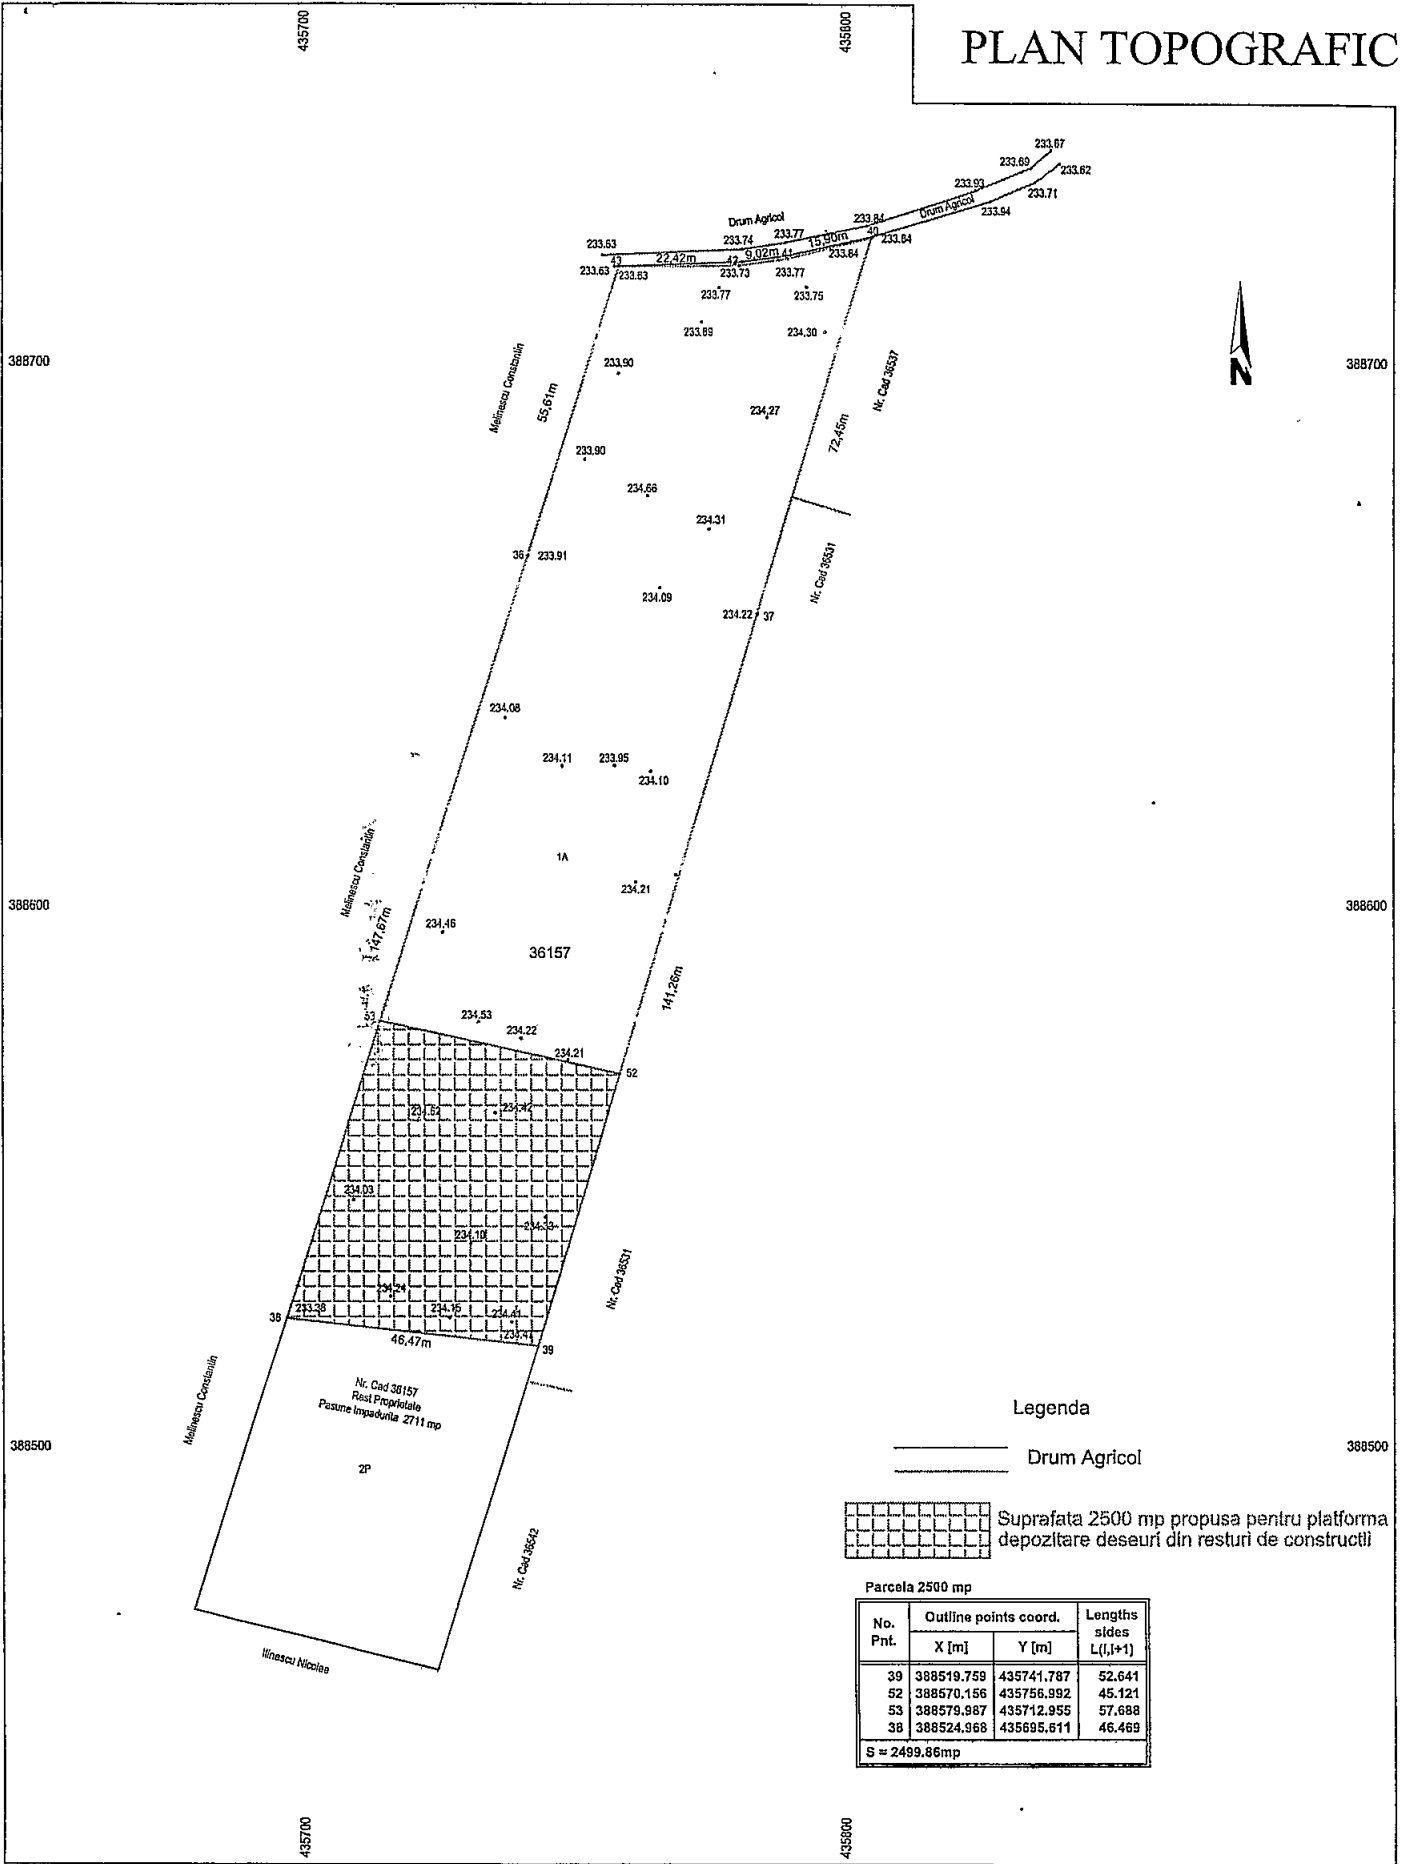 435700
435800
PLAN TOPOGRAFIC
233.67
233.69
233.62
233.93
233.71
Drum Agricol
Drum Agricol
233.94
233.84
233.77
40
233.84
233.74
15,90m
233.63
9,02m
41
233.84
43
22,42m
42
233.63
233.63
233.73
233.77
233.77
233.75
233.89
234.30
N
388700
388700
233.90
Melinescu Constantin
55,61m
Nr. Cad 36537
234.27
72,45m
233.90
234.66
234.31
36
233.91
Nr. Cad 36531
234.09
234.22
37
234.08
234.11
233.95
234.10
1A
Melinescu Constantin
234.21
388600
388600
147,67m
234.46
36157
141,26m
53
234.53
234.22
234.21
52
234.62
234.42
234.03
234.33
234.10
Nr. Cad 36531
234.24
38
233.38
234.15
234.41
46,47m
39
Melinescu Constantin
Nr. Cad 36157
Rest Proprietate
Pasune Impadurita 2711 mp
Legenda
388500
388500
Drum Agricol
2P
Suprafata 2500 mp propusa pentru platforma
depozitare deseuri din resturi de constructii
Nr. Cad 36542
Ilinescu Nicolae
Parcela 2500 mp
No. Pnt. Outline points coord. Lengths sides L(i,i+1)
X [m] Y [m]
39 388519.759 435741.787 52.641
52 388570.156 435756.992 45.121
53 388579.987 435712.955 57.688
38 388524.968 435695.611 46.469
S = 2499.86mp
435700
435800